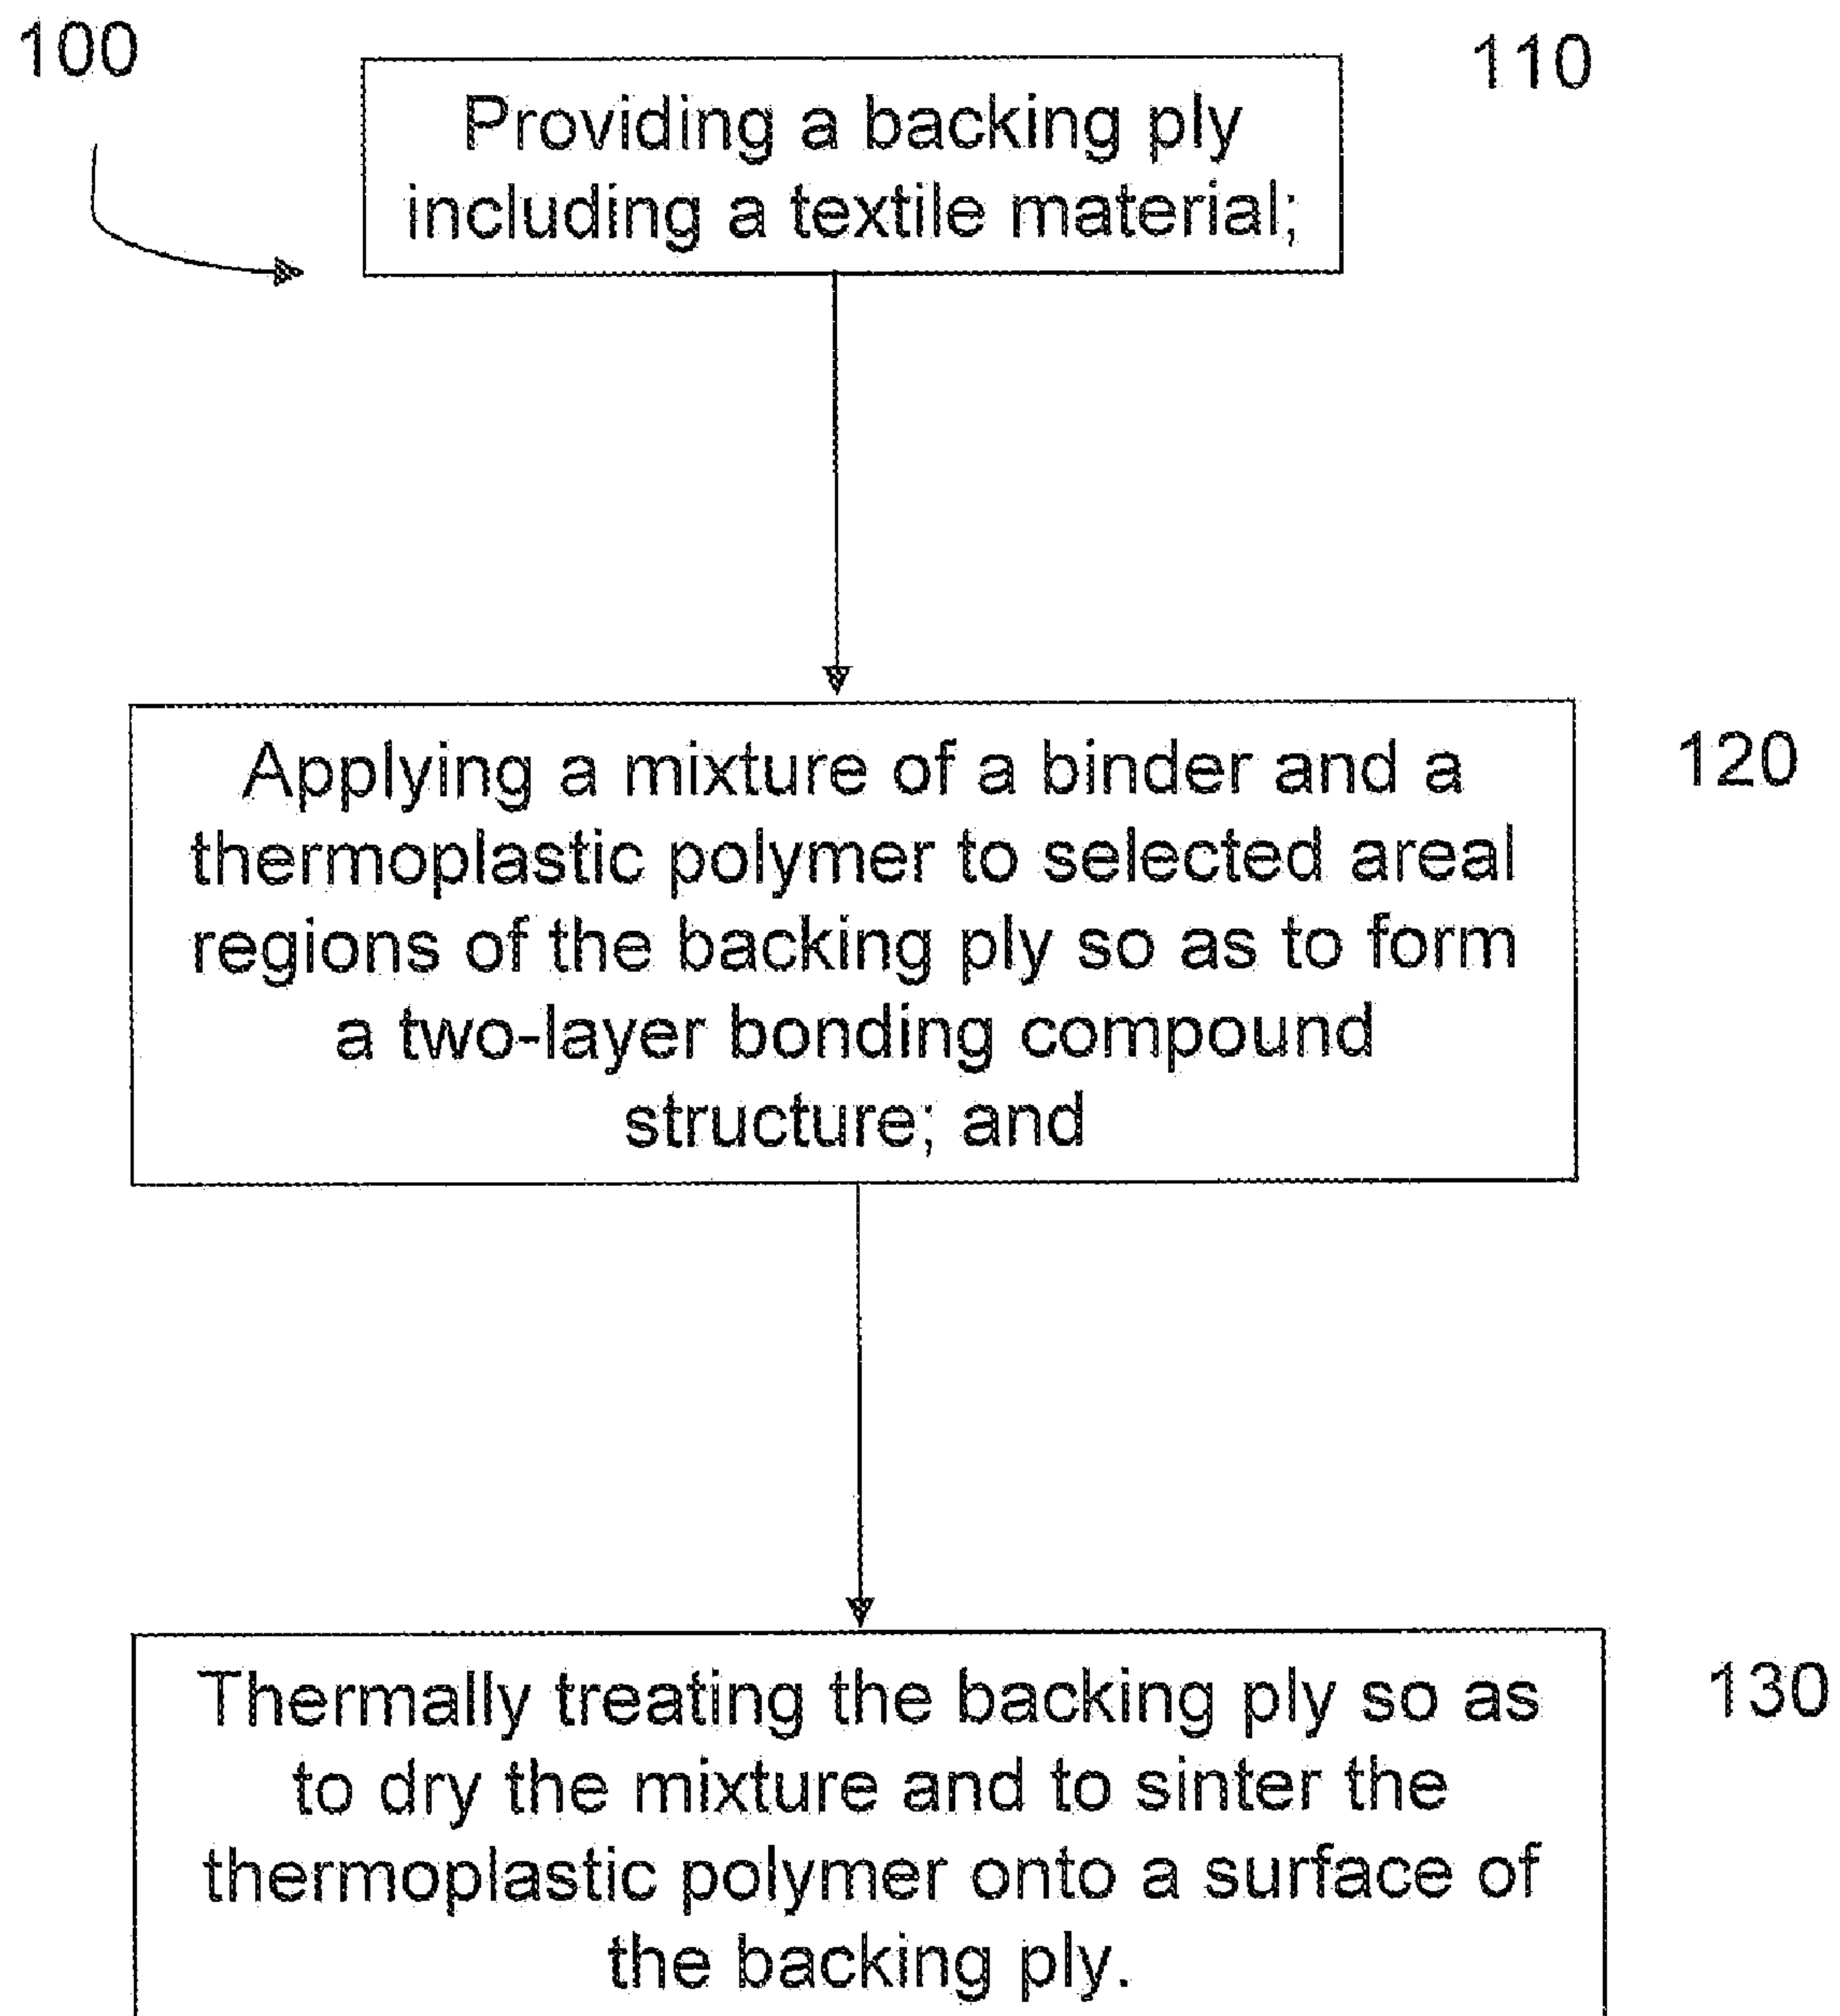 100
110
Providing a backing ply
including a textile material;
120
Applying a mixture of a binder and a
thermoplastic polymer to selected areal
regions of the backing ply so as to form
a two-layer bonding compound
structure; and
130
Thermally treating the backing ply so as
to dry the mixture and to sinter the
thermoplastic polymer onto a surface of
the backing ply.